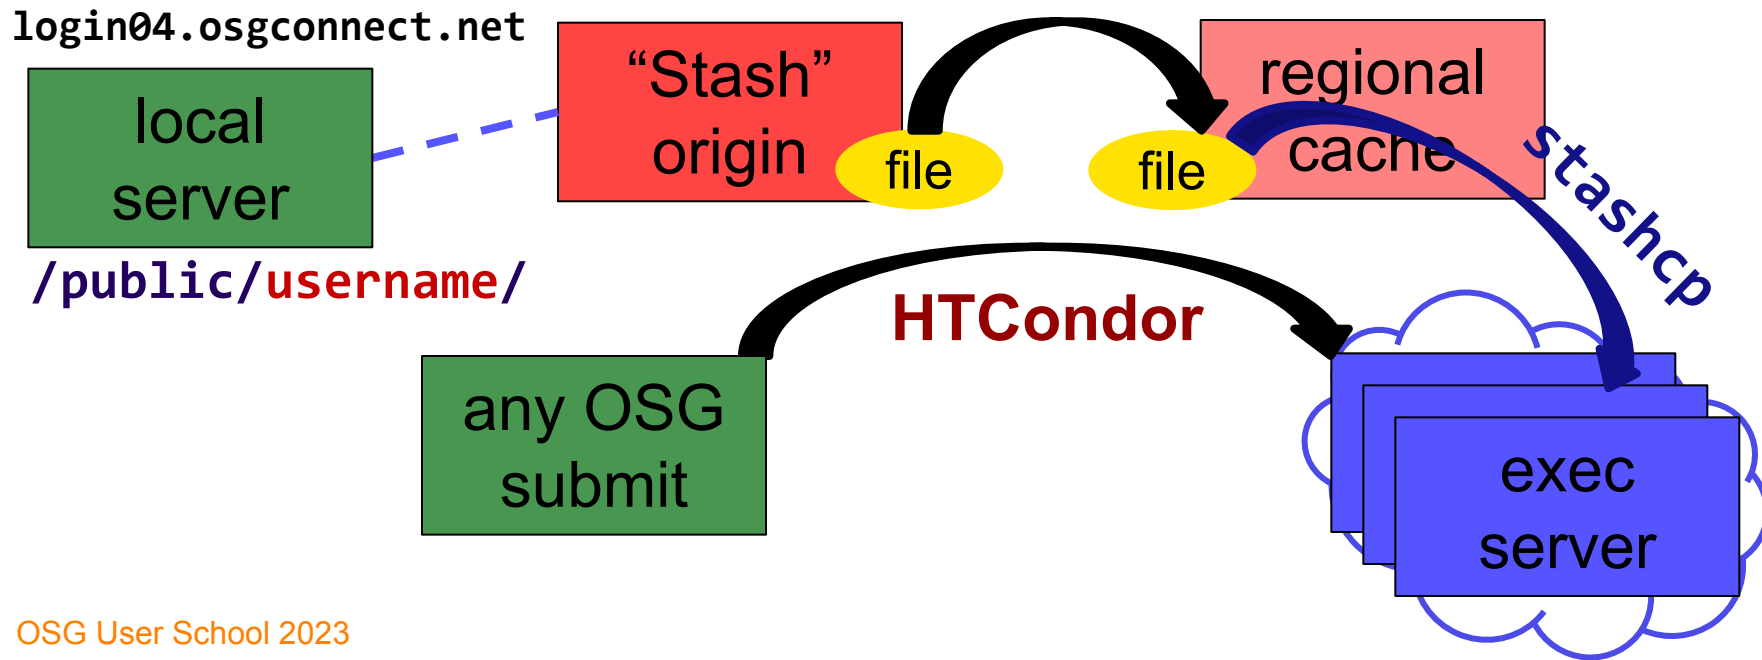 login04.osgconnect.net
local
server
/public/username/
“Stash”
origin
file
file
regional
cache
stashcp
HTCondor
any OSG
submit
exec
server
OSG User School 2023